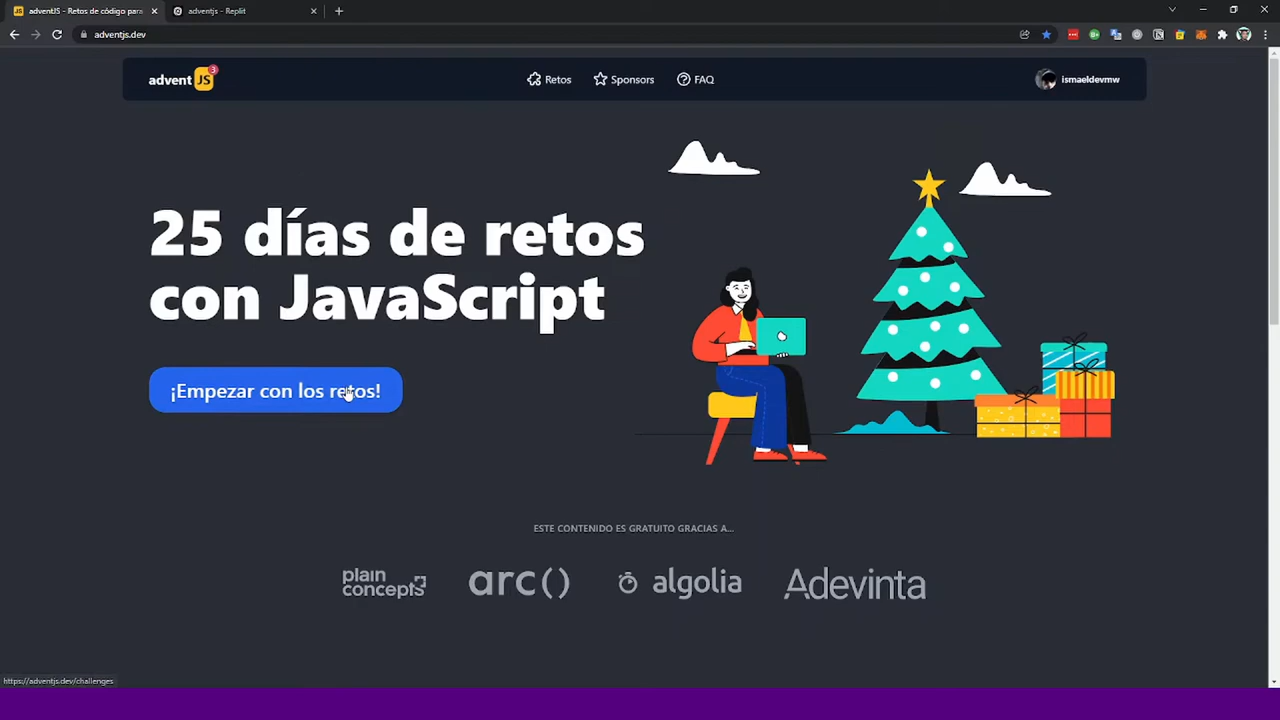 adventJS - Retos de código para
adventjs - Replit
adventjs.dev
advent JS 3
Retos
Sponsors
FAQ
ismaeldevmw
25 días de retos
con JavaScript
¡Empezar con los retos!
ESTE CONTENIDO ES GRATUITO GRACIAS A...
plain
concepts
arc()
algolia
Adevinta
https://adventjs.dev/challenges